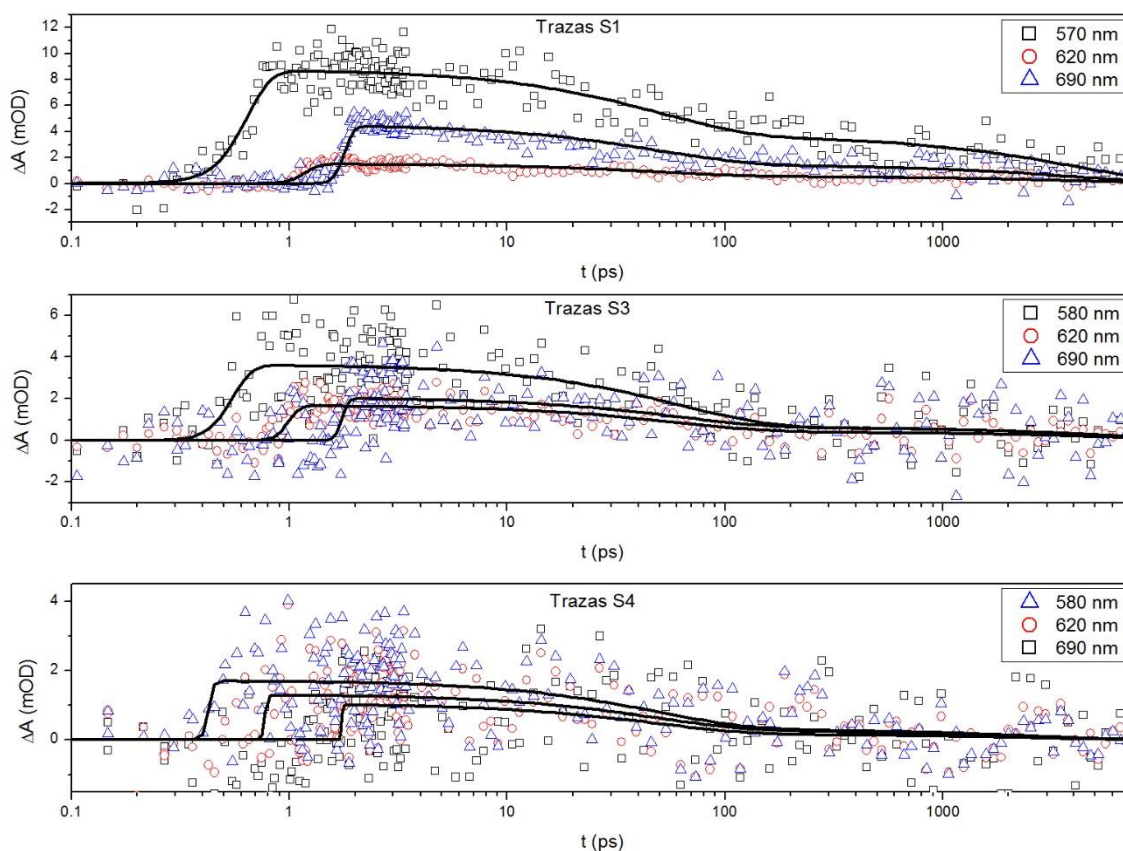 Trazas S1
570 nm
620 nm
690 nm
12
10
8
6
4
2
0
-2
ΔA (mOD)
0.1
1
10
100
1000
t (ps)
Trazas S3
580 nm
620 nm
690 nm
6
4
2
0
-2
ΔA (mOD)
0.1
1
10
100
1000
t (ps)
Trazas S4
580 nm
620 nm
690 nm
4
2
0
ΔA (mOD)
0.1
1
10
100
1000
t (ps)